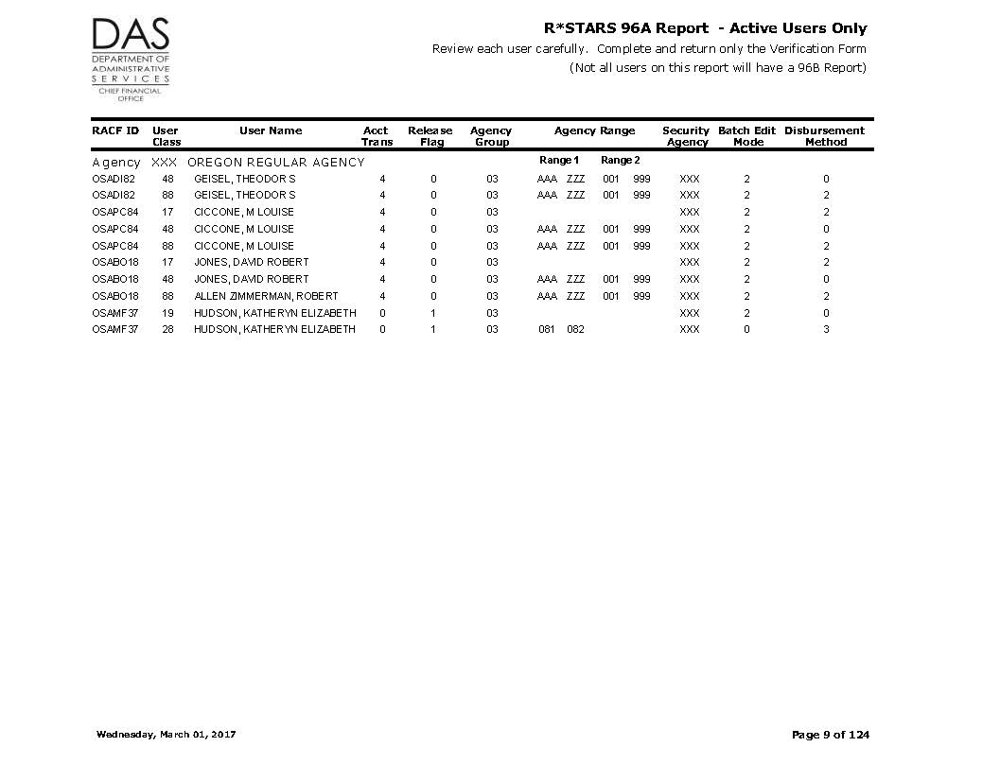 DAS
DEPARTMENT OF
ADMINISTRATIVE
SERVICES
CHIEF FINANCIAL
OFFICE
R*STARS 96A Report - Active Users Only
Review each user carefully. Complete and return only the Verification Form
(Not all users on this report will have a 96B Report)
RACF ID User Class User Name Acct Trans Release Flag Agency Group Agency Range Security Agency Batch Edit Mode Disbursement Method
Agency XXX OREGON REGULAR AGENCY Range 1 Range 2
OSADI82 48 GEISEL, THEODOR S 4 0 03 AAA ZZZ 001 999 XXX 2 0
OSADI82 88 GEISEL, THEODOR S 4 0 03 AAA ZZZ 001 999 XXX 2 2
OSAPC84 17 CICCONE, M LOUISE 4 0 03 XXX 2 2
OSAPC84 48 CICCONE, M LOUISE 4 0 03 AAA ZZZ 001 999 XXX 2 0
OSAPC84 88 CICCONE, M LOUISE 4 0 03 AAA ZZZ 001 999 XXX 2 2
OSABO18 17 JONES, DAVID ROBERT 4 0 03 XXX 2 2
OSABO18 48 JONES, DAVID ROBERT 4 0 03 AAA ZZZ 001 999 XXX 2 0
OSABO18 88 ALLEN ZIMMERMAN, ROBERT 4 0 03 AAA ZZZ 001 999 XXX 2 2
OSAMF37 19 HUDSON, KATHERYN ELIZABETH 0 1 03 XXX 2 0
OSAMF37 28 HUDSON, KATHERYN ELIZABETH 0 1 03 081 082 XXX 0 3
Wednesday, March 01, 2017 Page 9 of 124